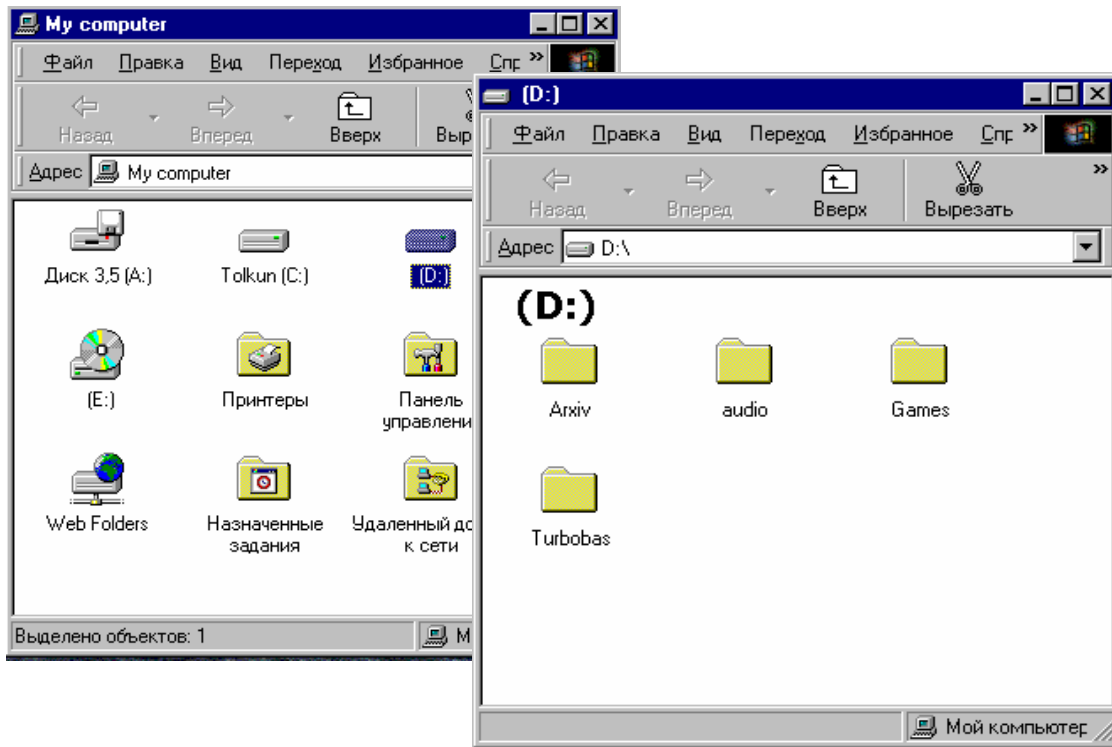 My computer
Файл Правка Вид Переход Избранное Спр »
Назад Вперед Вверх Выр
Адрес My computer
Диск 3,5 (A:) Tolkun (C:) (D:)
(E:) Принтеры Панель
управлени
Web Folders Назначенные
задания Удаленный до
к сети
Выделено объектов: 1 М
(D:)
Файл Правка Вид Переход Избранное Спр »
Назад Вперед Вверх Вырезать »
Адрес D:\
(D:)
Arxiv audio Games
Turbobas
Мой компьютер